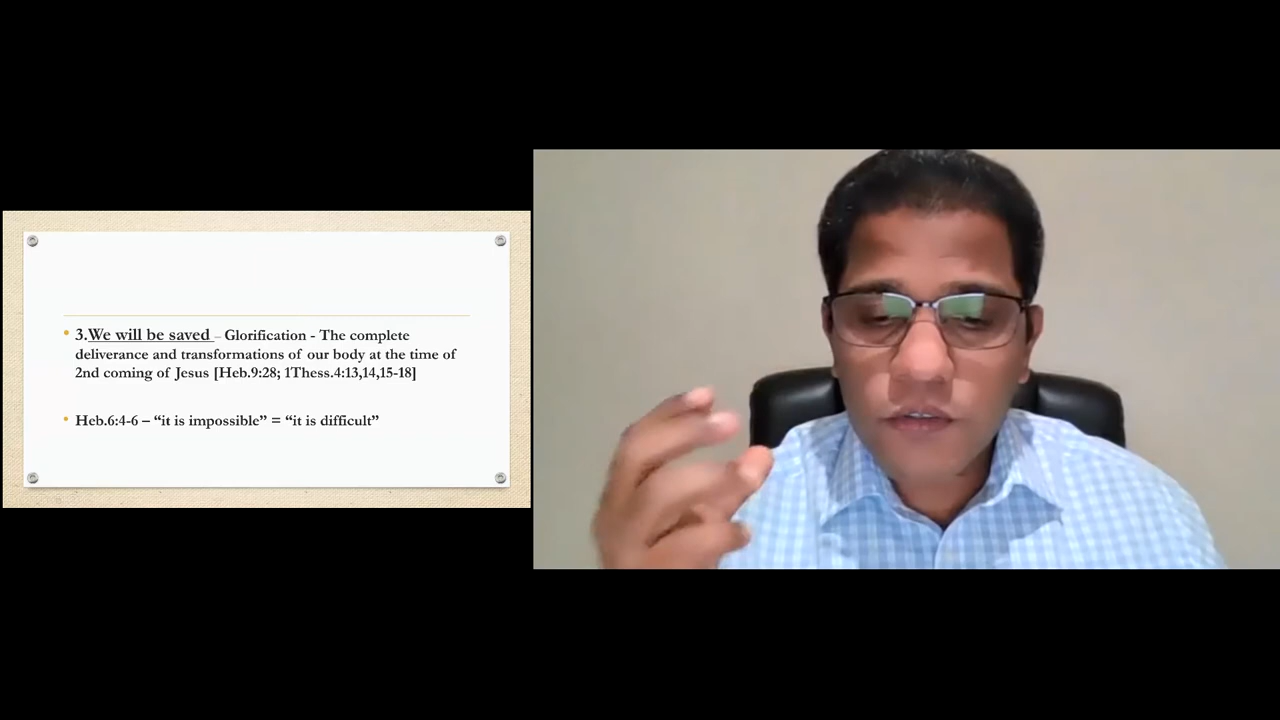 3.We will be saved – Glorification - The complete
deliverance and transformations of our body at the time of
2nd coming of Jesus [Heb.9:28; 1Thess.4:13,14,15-18]
Heb.6:4-6 – “it is impossible” = “it is difficult”